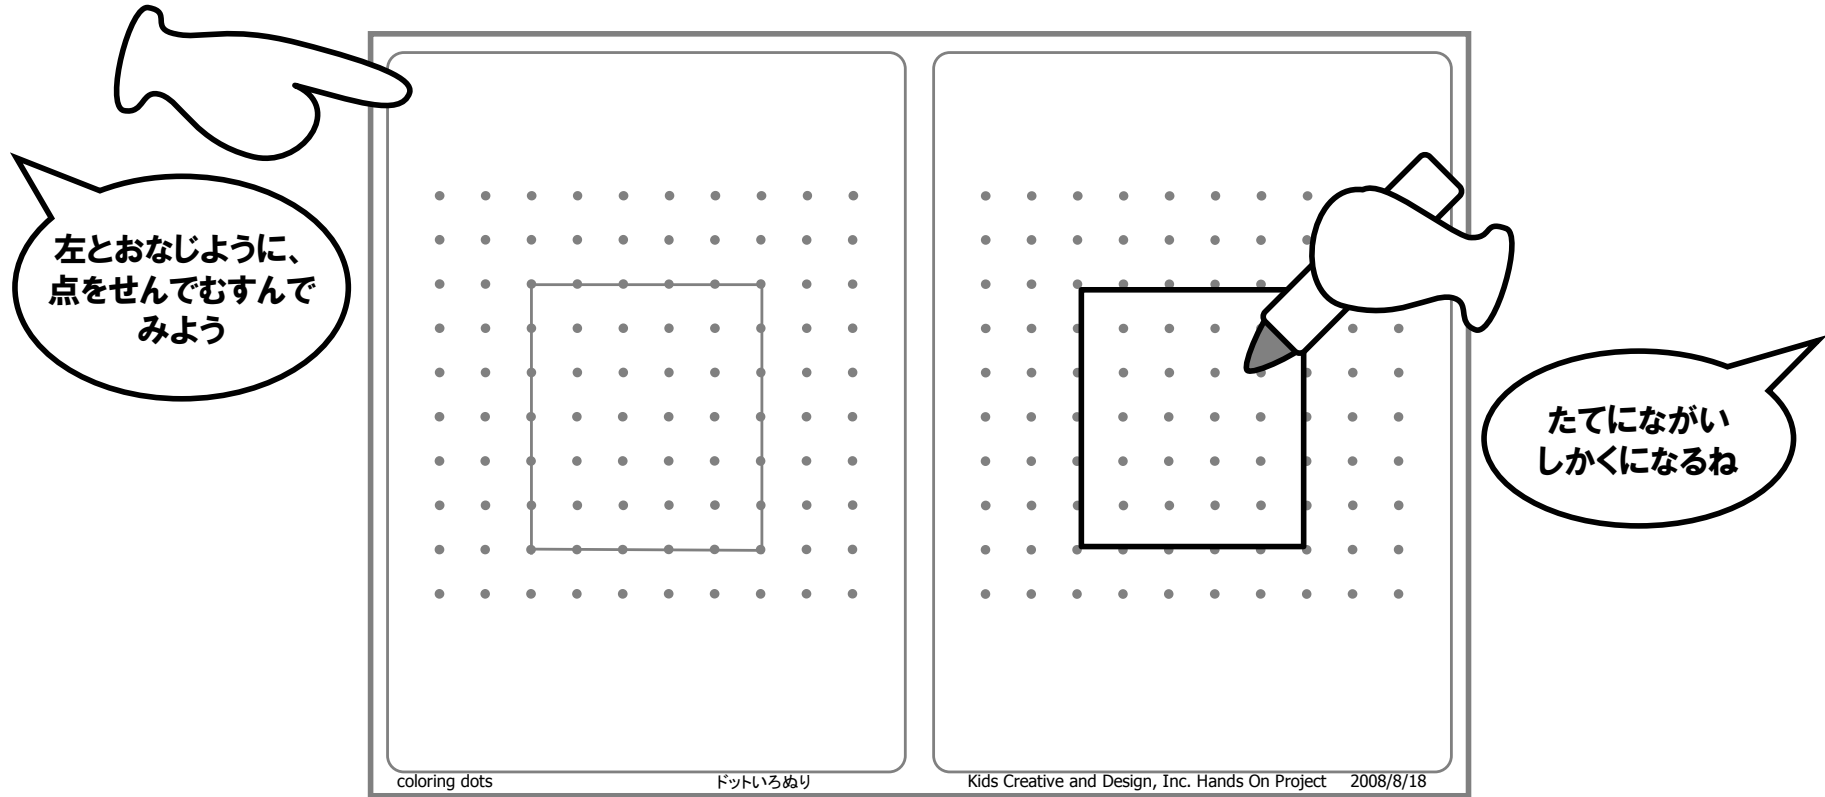 左とおなじように、
点をせんでむすんで
みよう
たてにながい
しかくになるね
coloring dots ドットいろぬり Kids Creative and Design, Inc. Hands On Project 2008/8/18